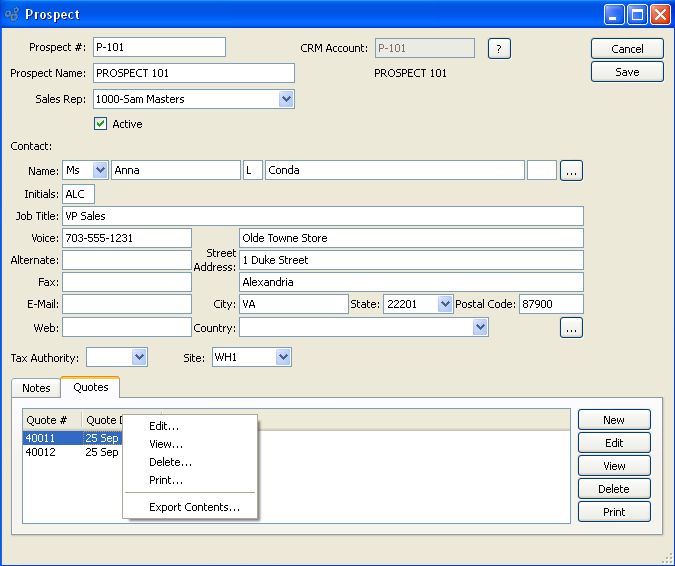 Prospect
Prospect #: P-101 CRM Account: P-101 ? Cancel
Prospect Name: PROSPECT 101 PROSPECT 101 Save
Sales Rep: 1000-Sam Masters
Active
Contact:
Name: Ms Anna L Conda ...
Initials: ALC
Job Title: VP Sales
Voice: 703-555-1231 Olde Towne Store
Alternate: Street Address: 1 Duke Street
Fax: Alexandria
E-Mail: City: VA State: 22201 Postal Code: 87900
Web: Country: ...
Tax Authority: Site: WH1
Notes Quotes
Quote # Quote New
40011 25 Sep Edit
40012 25 Sep View
Delete
Print
Edit...
View...
Delete...
Print...
Export Contents...